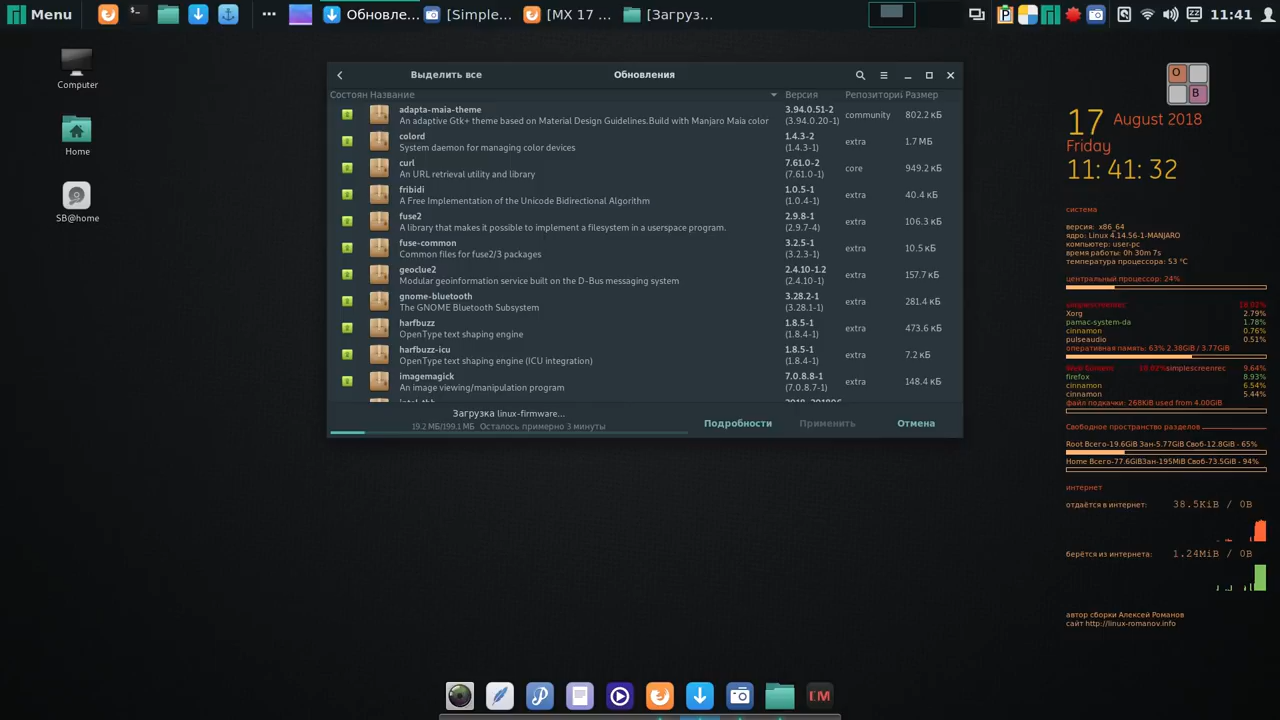 Menu
Обновле...
[Simple...
[MX 17 ...
[Загруз...
11:41
Computer
Home
SB@home
Выделить все
Обновления
Состоян Название
Версия
Репозитори
Размер
adapta-maia-theme
An adaptive Gtk+ theme based on Material Design Guidelines.Build with Manjaro Maia color
3.94.0.51-2
(3.94.0.20-1)
community
802.2 кБ
colord
System daemon for managing color devices
1.4.3-2
(1.4.3-1)
extra
1.7 МБ
curl
An URL retrieval utility and library
7.61.0-2
(7.61.0-1)
core
949.2 кБ
fribidi
A Free Implementation of the Unicode Bidirectional Algorithm
1.0.5-1
(1.0.4-1)
extra
40.4 кБ
fuse2
A library that makes it possible to implement a filesystem in a userspace program.
2.9.8-1
(2.9.7-4)
extra
106.3 кБ
fuse-common
Common files for fuse2/3 packages
3.2.5-1
(3.2.3-1)
extra
10.5 кБ
geoclue2
Modular geoinformation service built on the D-Bus messaging system
2.4.10-1.2
(2.4.10-1)
extra
157.7 кБ
gnome-bluetooth
The GNOME Bluetooth Subsystem
3.28.2-1
(3.28.1-1)
extra
281.4 кБ
harfbuzz
OpenType text shaping engine
1.8.5-1
(1.8.4-1)
extra
473.6 кБ
harfbuzz-icu
OpenType text shaping engine (ICU integration)
1.8.5-1
(1.8.4-1)
extra
7.2 кБ
imagemagick
An image viewing/manipulation program
7.0.8.8-1
(7.0.8.7-1)
extra
148.4 кБ
Загрузка linux-firmware...
19.2 МБ/199,1 МБ Осталось примерно 3 минуты
Подробности
Применить
Отмена
O
B
17 August 2018
Friday
11: 41: 32
система
версия: x86_64
ядро: Linux 4.14.56-1-MANJARO
компьютер: user-pc
время работы: 0h 30m 7s
температура процессора: 53 °C
центральный процессор: 24%
simplescreenrec 18.02%
Xorg 2.79%
pamac-system-da 1.78%
cinnamon 0.76%
pulseaudio 0.51%
оперативная память: 63% 2.38GiB / 3.77GiB
simplescreenrec 9.64%
firefox 8.93%
cinnamon 6.54%
cinnamon 5.44%
файл подкачки: 268KiB used from 4.00GiB
Свободное пространство разделов
Root Всего-19.6GiB Зан-5.77GiB Своб-12.8GiB - 65%
Home Всего-77.6GiBЗан-195MiB Своб-73.5GiB - 94%
интернет
отдаётся в интернет: 38.5KiB / 0B
берётся из интернета: 1.24MiB / 0B
автор сборки Алексей Романов
сайт http://linux-romanov.info
CM